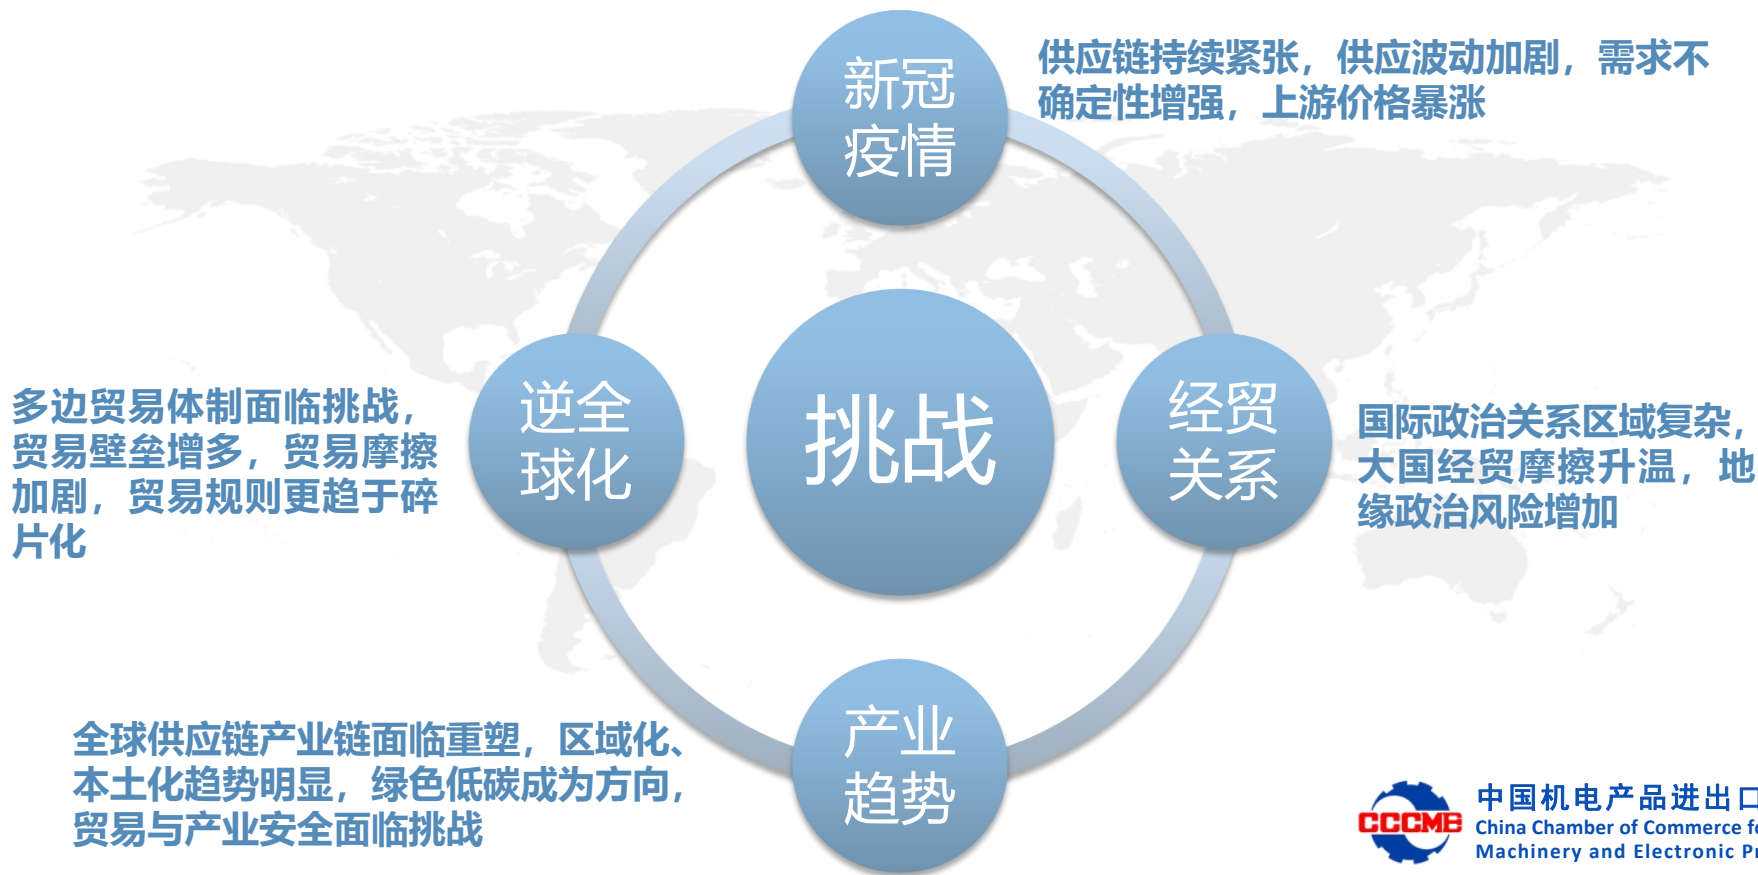 新冠
疫情
供应链持续紧张，供应波动加剧，需求不
确定性增强，上游价格暴涨
逆全
球化
多边贸易体制面临挑战，
贸易壁垒增多，贸易摩擦
加剧，贸易规则更趋于碎
片化
挑战
经贸
关系
国际政治关系区域复杂，
大国经贸摩擦升温，地
缘政治风险增加
产业
趋势
全球供应链产业链面临重塑，区域化、
本土化趋势明显，绿色低碳成为方向，
贸易与产业安全面临挑战
CCCME
中国机电产品进出口
China Chamber of Commerce fo
Machinery and Electronic Pr